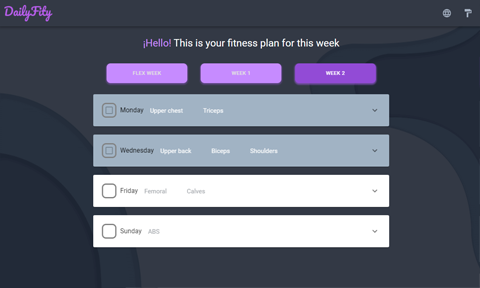 DailyFity
¡Hello! This is your fitness plan for this week
FLEX WEEK WEEK 1 WEEK 2
Monday Upper chest Triceps
Wednesday Upper back Biceps Shoulders
Friday Femoral Calves
Sunday ABS